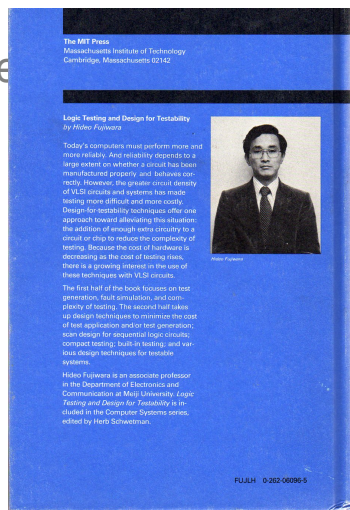 The MIT Press
Massachusetts Institute of Technology
Cambridge, Massachusetts 02142
Logic Testing and Design for Testability
by Hideo Fujiwara
Today's computers must perform more and
more reliably. And reliability depends to a
large extent on whether a circuit has been
manufactured properly and behaves cor-
rectly. However, the greater circuit density
of VLSI circuits and systems has made
testing more difficult and more costly.
Design-for-testability techniques offer one
approach toward alleviating this situation:
the addition of enough extra circuitry to a
circuit or chip to reduce the complexity of
testing. Because the cost of hardware is
decreasing as the cost of testing rises,
there is a growing interest in the use of
these techniques with VLSI circuits.
The first half of the book focuses on test
generation, fault simulation, and com-
plexity of testing. The second half takes
up design techniques to minimize the cost
of test application and/or test generation;
scan design for sequential logic circuits;
compact testing; built-in testing; and var-
ious design techniques for testable
systems.
Hideo Fujiwara is an associate professor
in the Department of Electronics and
Communication at Meiji University. Logic
Testing and Design for Testability is in-
cluded in the Computer Systems series,
edited by Herb Schwetman.
Hideo Fujiwara
FUJLH 0-262-06096-5